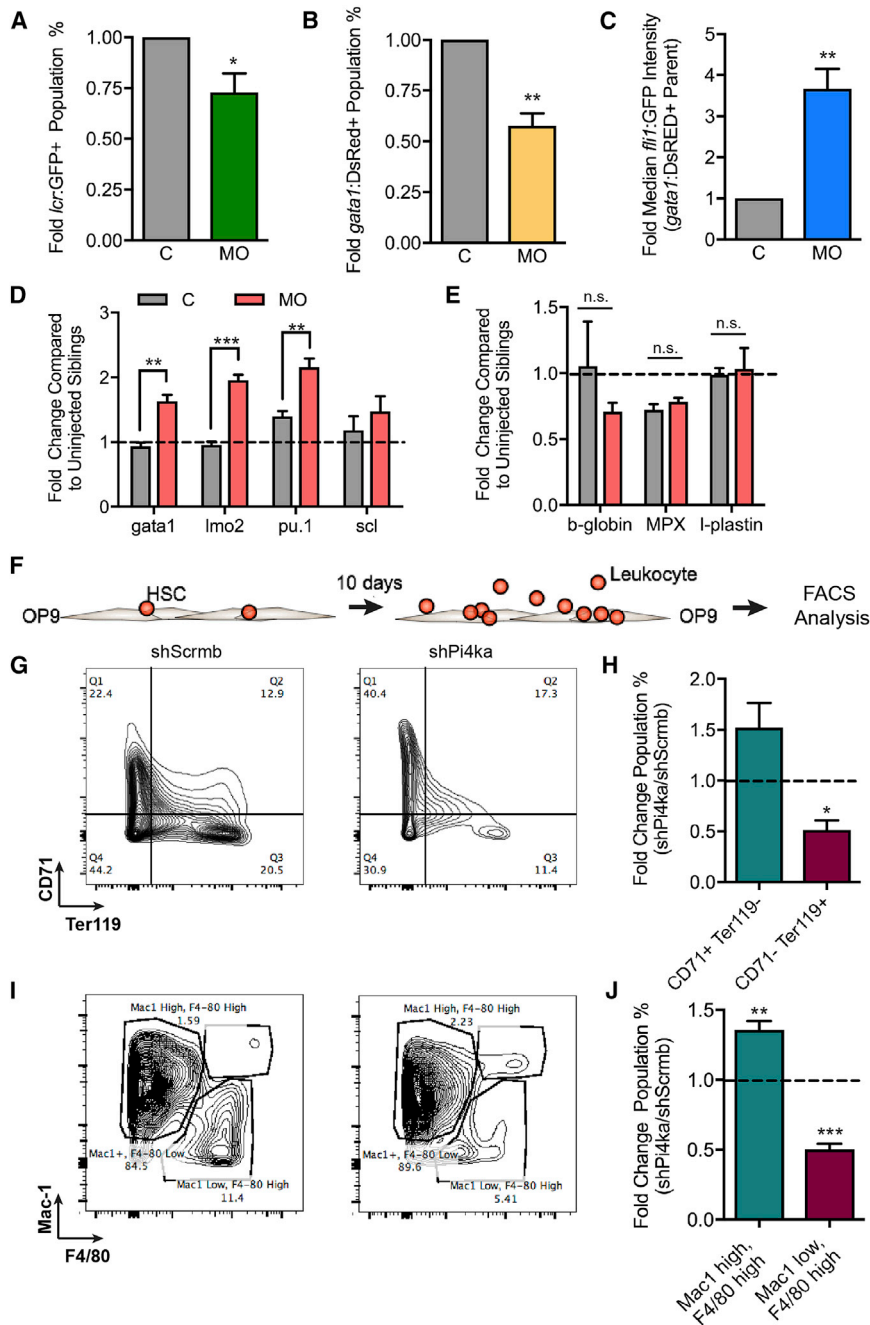 A
Fold lcr:GFP+ Population %
1.00
0.75
0.50
0.25
0.00
*
C
MO
B
Fold gata1:DsRed+ Population %
1.00
0.75
0.50
0.25
0.00
**
C
MO
C
Fold Median fli1:GFP Intensity
(gata1:DsRED+ Parent)
5
4
3
2
1
0
**
C
MO
D
C
MO
Fold Change Compared
to Uninjected Siblings
3
2
1
0
**
***
**
gata1
lmo2
pu.1
scl
E
Fold Change Compared
to Uninjected Siblings
1.5
1.0
0.5
0.0
n.s.
n.s.
n.s.
b-globin
MPX
l-plastin
F
OP9
HSC
10 days
Leukocyte
OP9
FACS
Analysis
G
shScrmb
Q1
22.4
Q2
12.9
Q4
44.2
Q3
20.5
CD71
Ter119
shPi4ka
Q1
40.4
Q2
17.3
Q4
30.9
Q3
11.4
H
Fold Change Population %
(shPi4ka/shScrmb)
2.0
1.5
1.0
0.5
0.0
*
CD71+ Ter119-
CD71- Ter119+
I
Mac1 High, F4-80 High
1.59
Mac1+, F4-80 Low
84.5
Mac1 Low, F4-80 High
11.4
Mac-1
F4/80
Mac1 High, F4-80 High
2.23
Mac1+, F4-80 Low
89.6
Mac1 Low, F4-80 High
5.41
J
Fold Change Population %
(shPi4ka/shScrmb)
1.5
1.0
0.5
0.0
**
***
Mac1 high,
F4/80 high
Mac1 low,
F4/80 high